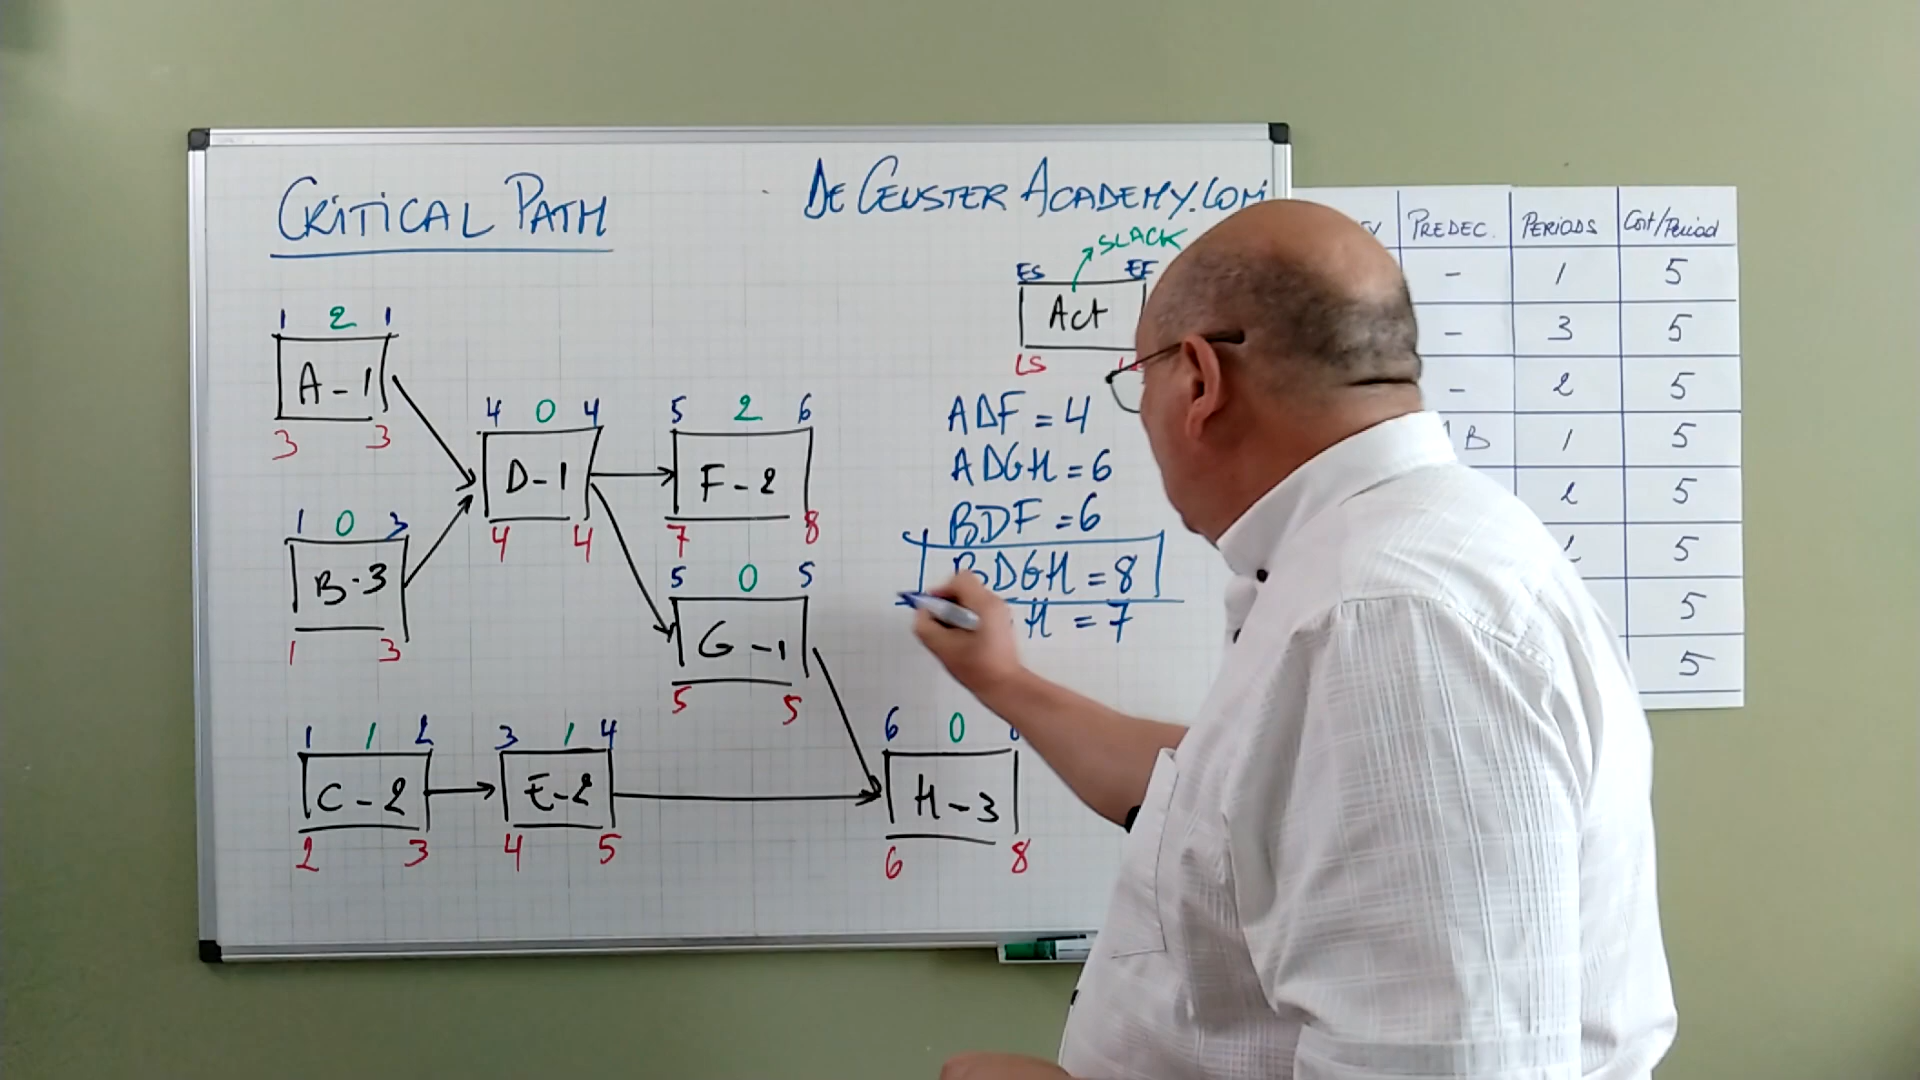 CRITICAL PATH
DE CEUSTER ACADEMY.COM
SLACK
ES EF
Act
LS
1 2 1
A-1
3 3
4 0 4
D-1
4 4
5 2 6
F-2
7 8
1 0 3
B-3
1 3
5 0 5
G-1
5 5
1 1 2
C-2
2 3
3 1 4
E-2
4 5
6 0
H-3
6 8
ADF = 4
ADGH = 6
BDF = 6
BDGH = 8
H = 7
PREDEC. PERIODS Cost/Period
- 1 5
- 3 5
- 2 5
B 1 5
2 5
5
5
5